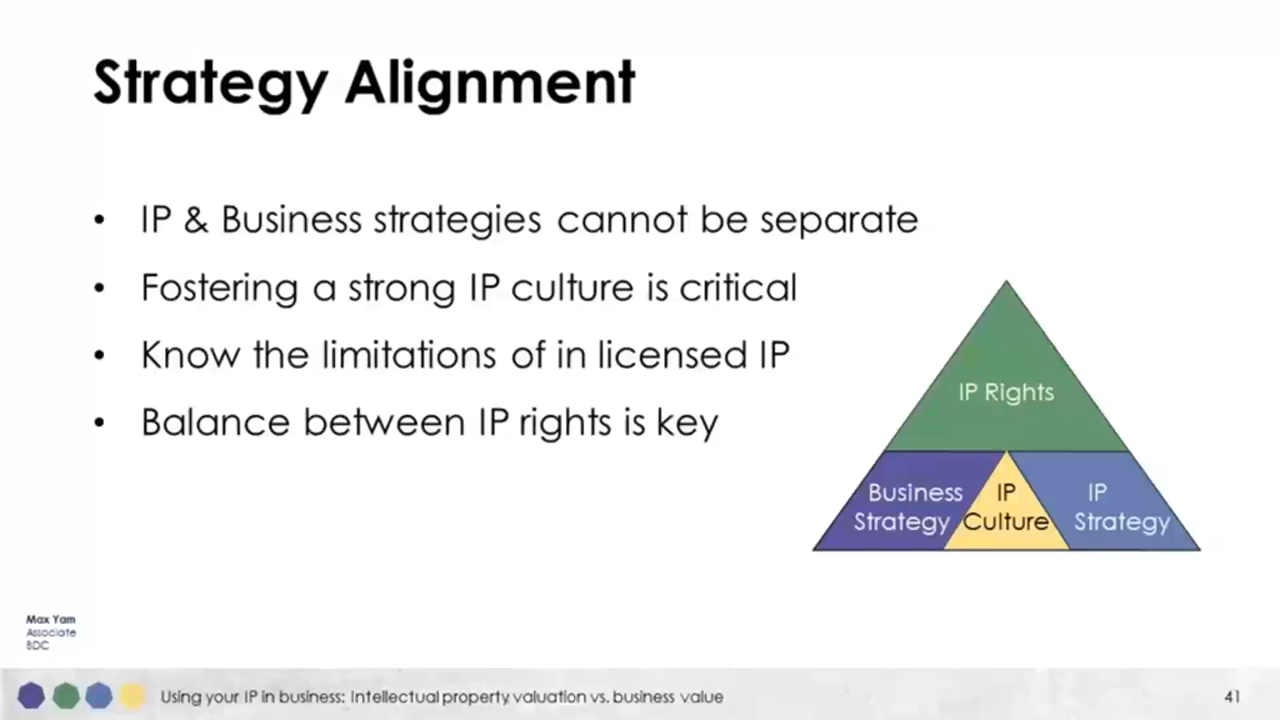 Strategy Alignment
• IP & Business strategies cannot be separate
• Fostering a strong IP culture is critical
• Know the limitations of in licensed IP
• Balance between IP rights is key
IP Rights
Business
Strategy
IP
Culture
IP
Strategy
Max Yam
Associate
BDC
Using your IP in business: Intellectual property valuation vs. business value
41